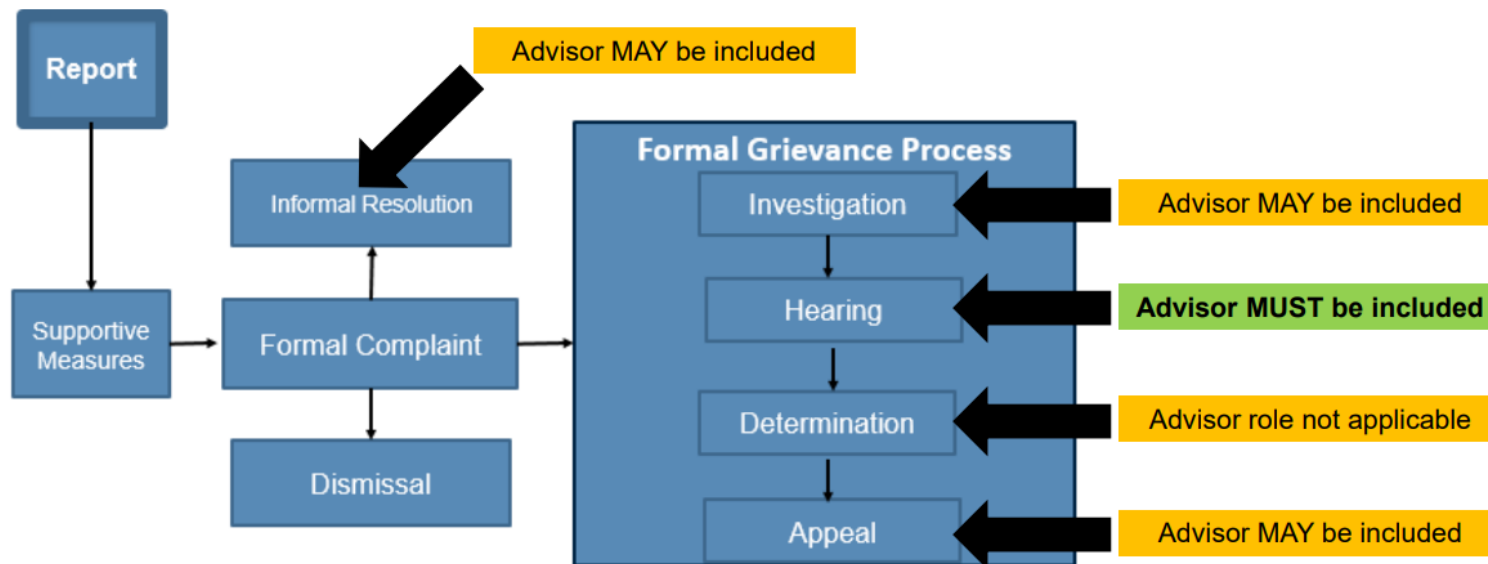 Report
Advisor MAY be included
Informal Resolution
Supportive
Measures
Formal Complaint
Dismissal
Formal Grievance Process
Investigation
Advisor MAY be included
Hearing
Advisor MUST be included
Determination
Advisor role not applicable
Appeal
Advisor MAY be included